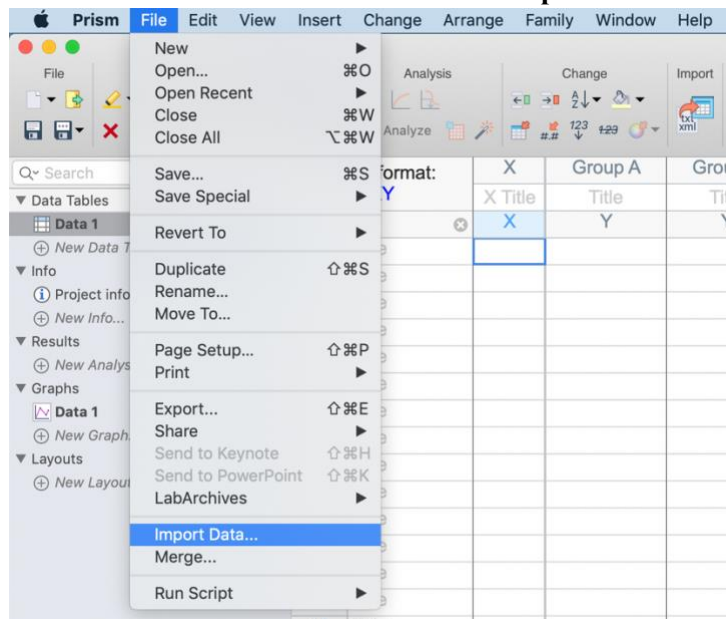 Prism File Edit View Insert Change Arrange Family Window Help
File Analysis Change Import
Analyze
txt
xml
123
123
New
Open... ⌘O
Open Recent
Close ⌘W
Close All ⌥⌘W
Save... ⌘S
Save Special
Revert To
Duplicate ⇧⌘S
Rename...
Move To...
Page Setup... ⇧⌘P
Print
Export... ⇧⌘E
Share
Send to Keynote ⇧⌘H
Send to PowerPoint ⇧⌘K
LabArchives
Import Data...
Merge...
Run Script
Search
Data Tables
Data 1
New Data T
Info
Project info
New Info...
Results
New Analys
Graphs
Data 1
New Graph
Layouts
New Layout
format: X Group A Grou
Y X Title Title Ti
X Y